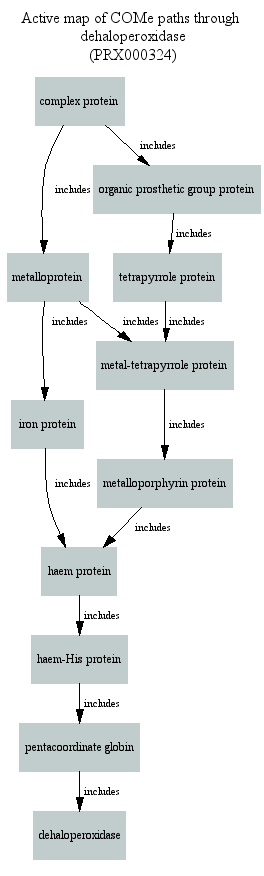 Active map of COMe paths through
dehaloperoxidase
(PRX000324)
complex protein
includes
organic prosthetic group protein
includes
includes
metalloprotein
tetrapyrrole protein
includes
includes
includes
metal-tetrapyrrole protein
iron protein
includes
metalloporphyrin protein
includes
includes
haem protein
includes
haem-His protein
includes
pentacoordinate globin
includes
dehaloperoxidase